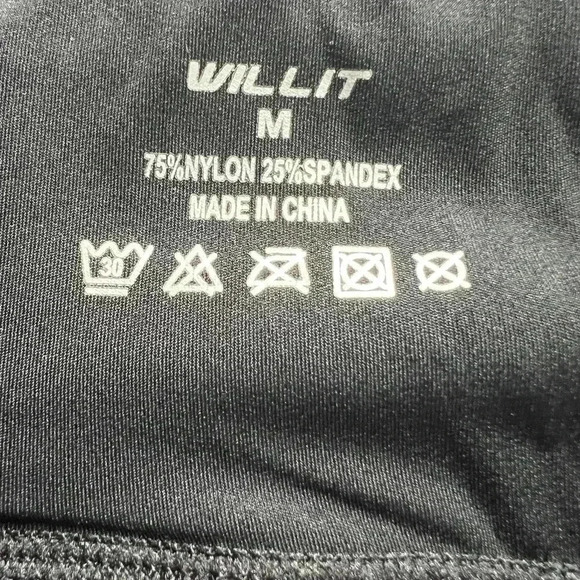 WILLIT
M
75%NYLON 25%SPANDEX
MADE IN CHINA
30